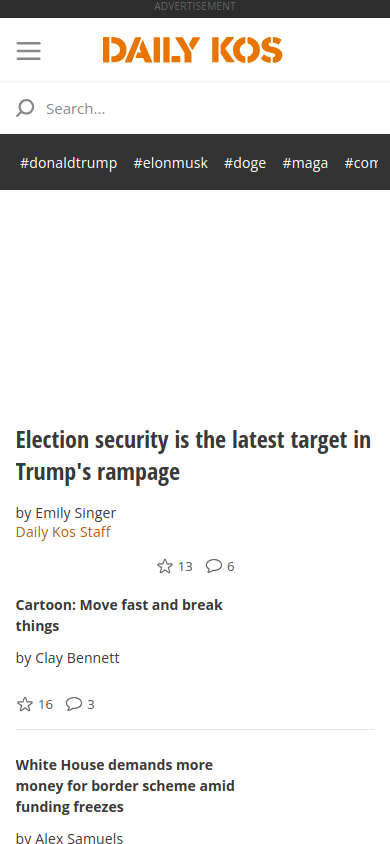 ADVERTISEMENT
DAILY KOS
Search...
#donaldtrump #elonmusk #doge #maga #com
Election security is the latest target in
Trump's rampage
by Emily Singer
Daily Kos Staff
13 6
Cartoon: Move fast and break
things
by Clay Bennett
16 3
White House demands more
money for border scheme amid
funding freezes
by Alex Samuels